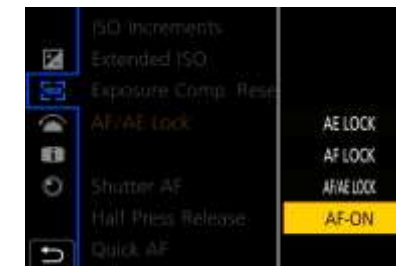 ISO Increments
Extended ISO
Exposure Comp. Rese
AF/AE Lock
AE LOCK
AF LOCK
AF/AE LOCK
Shutter AF
Half Press Release
AF-ON
Quick AF